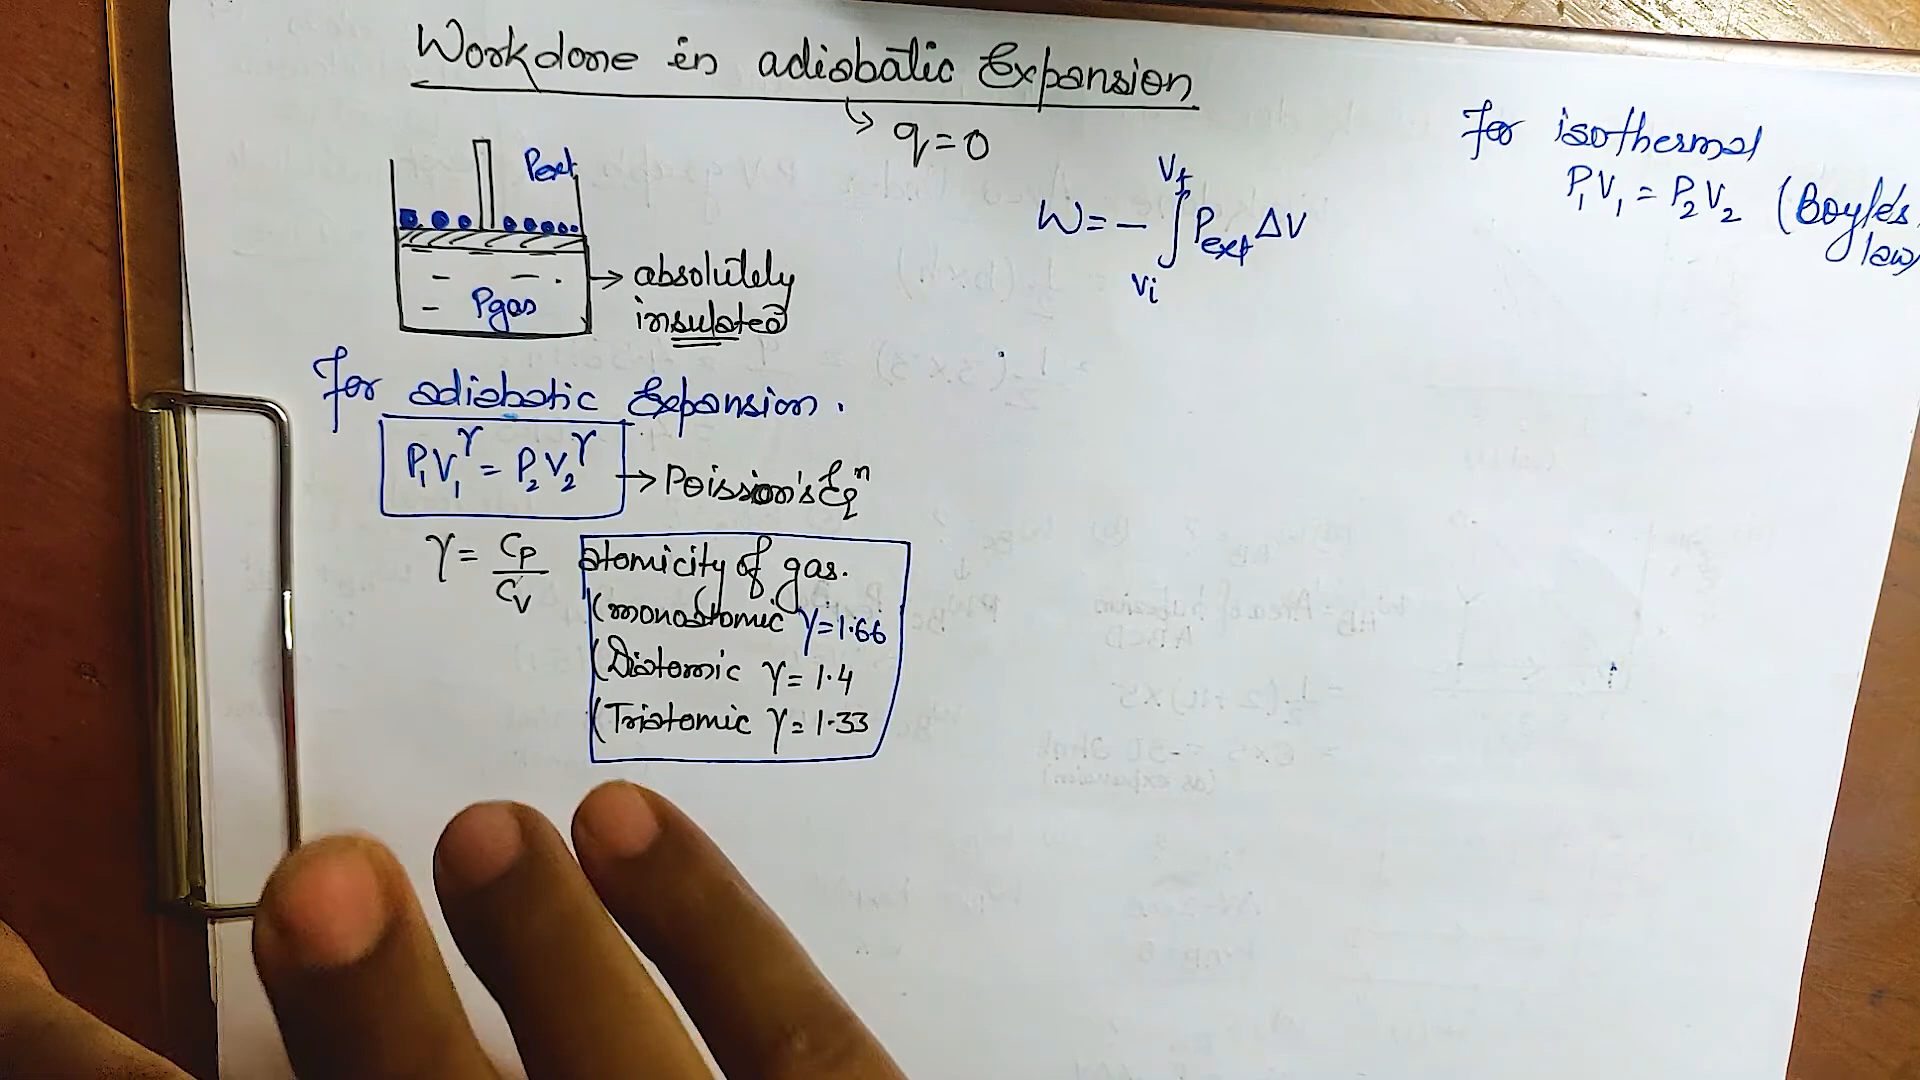 Workdone in adiabatic Expansion
q=0
Pext
Pgas
→ absolutely
insulated
W = - ∫ Pext ΔV
Vf
Vi
For isothermal
P₁V₁ = P₂V₂ (Boyle's
law)
For adiabatic Expansion.
P₁V₁^γ = P₂V₂^γ → Poission's Eqⁿ
γ = Cp/Cv
atomicity of gas.
(monoatomic γ=1.66
(Diatomic γ= 1.4
(Triatomic γ= 1.33